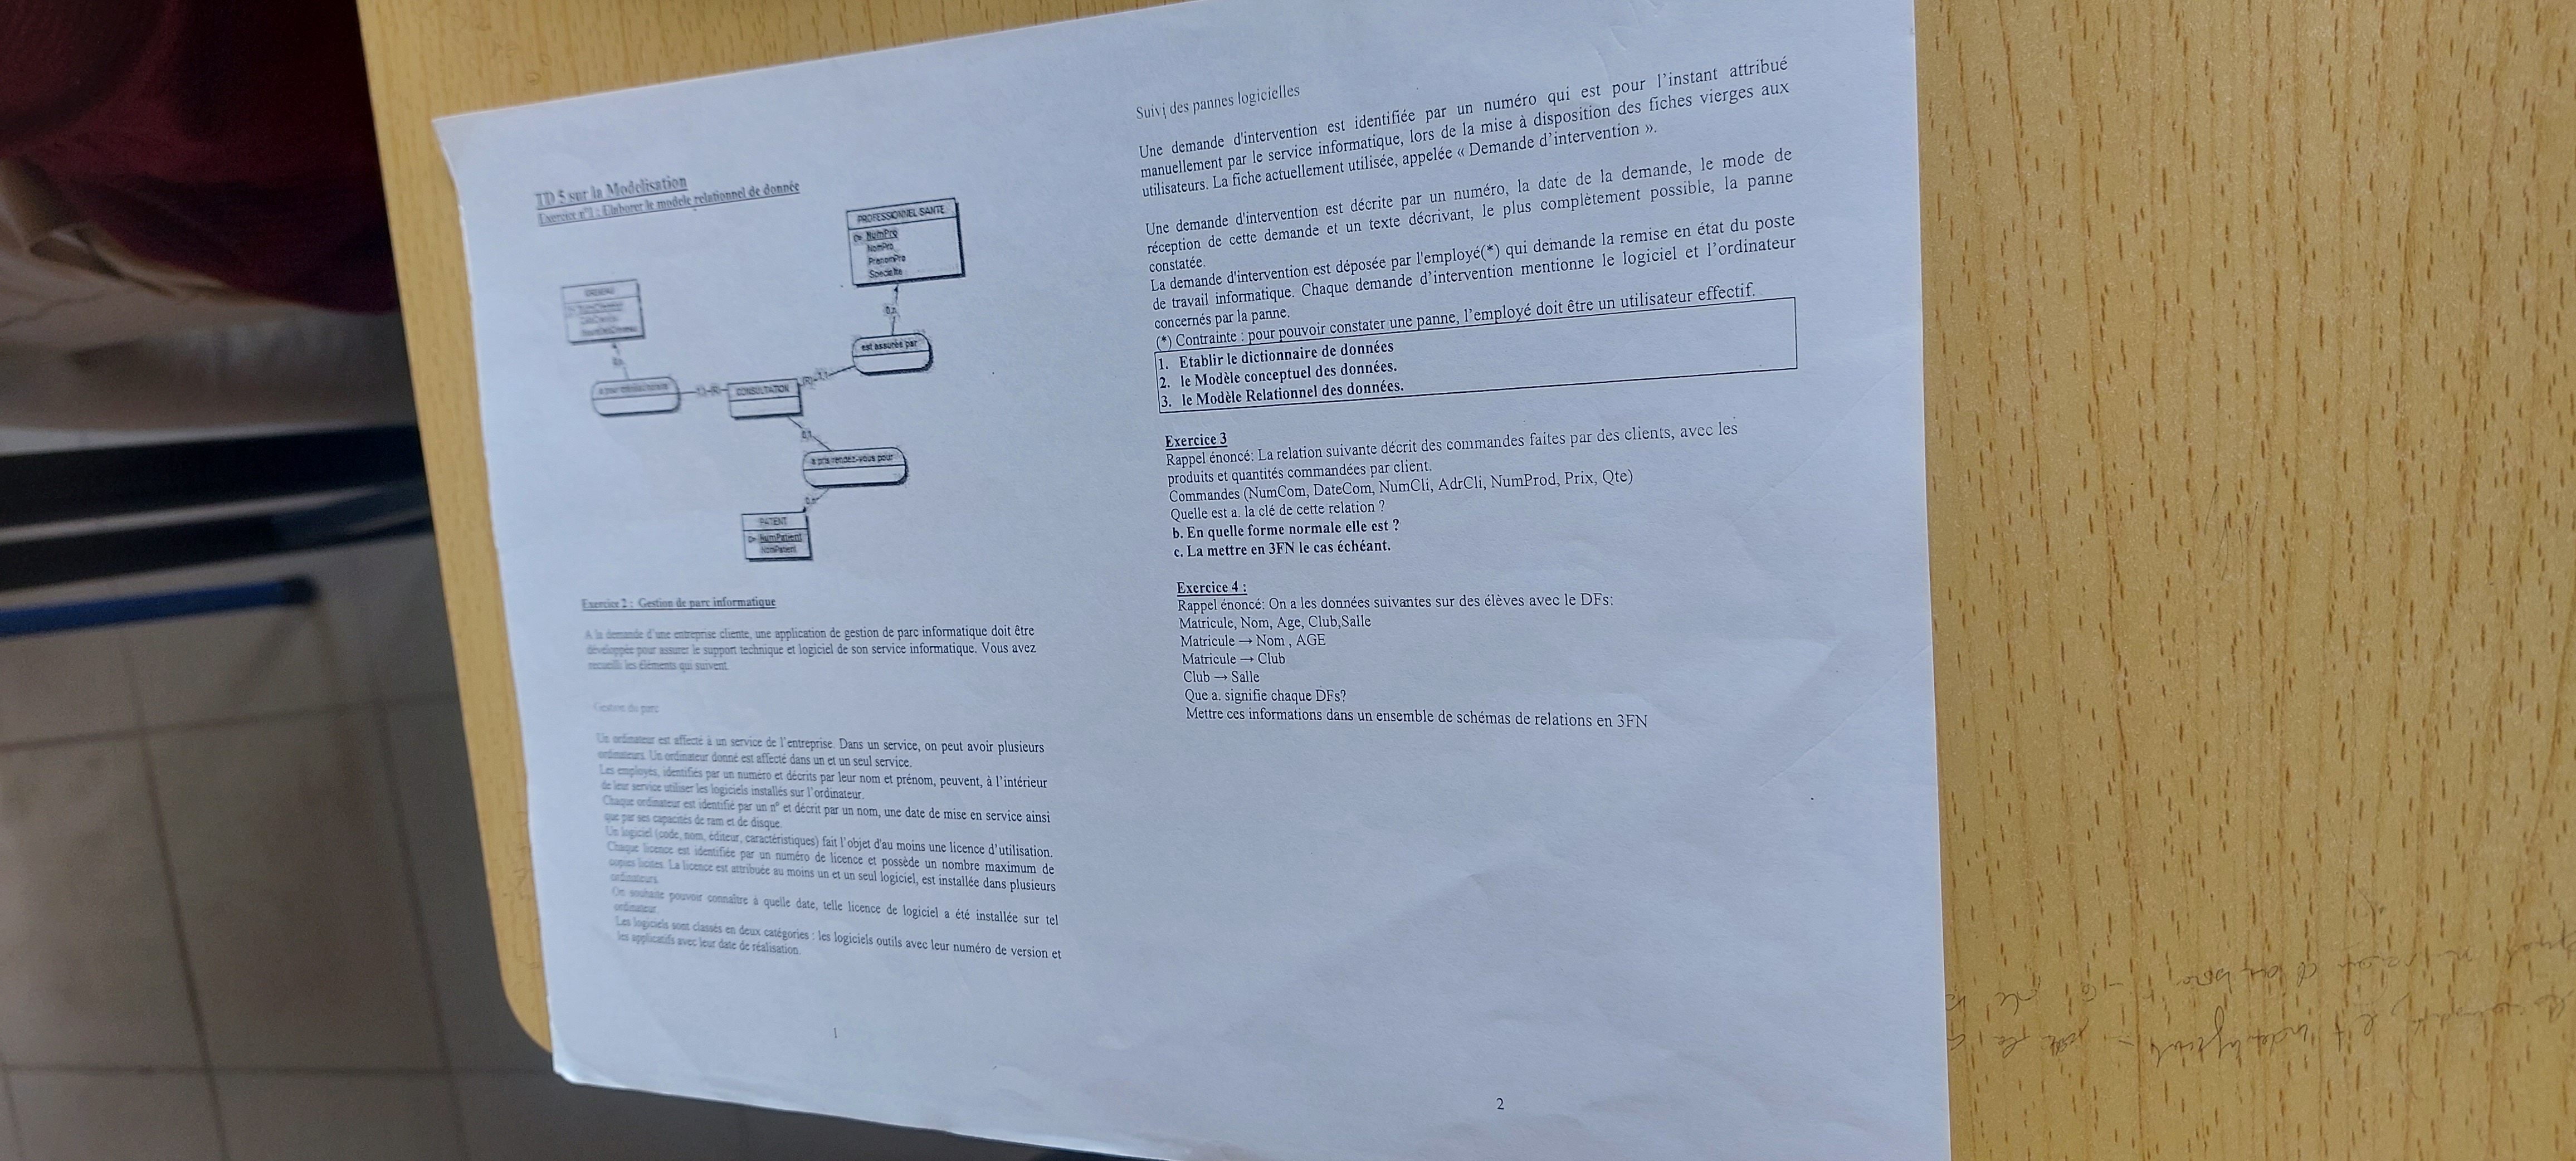 TD 5 sur la Modélisation
Exercice n°1 : Elaborer le modèle relationnel de donnée
PROFESSIONNEL SANTE
NumPro
NomPro
PrenomPro
Spécialité
est assurée par
CONSULTATION
a pris rendez-vous pour
PATIENT
NumPatient
Exercice 2 : Gestion de parc informatique
A la demande d'une entreprise cliente, une application de gestion de parc informatique doit être
développée pour assurer le support technique et logiciel de son service informatique. Vous avez
recueilli les éléments qui suivent.
Gestion du parc
Un ordinateur est affecté à un service de l'entreprise. Dans un service, on peut avoir plusieurs
ordinateurs. Un ordinateur donné est affecté dans un et un seul service.
Les employés, identifiés par un numéro et décrits par leur nom et prénom, peuvent, à l'intérieur
de leur service utiliser les logiciels installés sur l'ordinateur.
Chaque ordinateur est identifié par un n° et décrit par un nom, une date de mise en service ainsi
que par ses capacités de ram et de disque.
Un logiciel (code, nom, éditeur, caractéristiques) fait l'objet d'au moins une licence d'utilisation.
Chaque licence est identifiée par un numéro de licence et possède un nombre maximum de
copies licites. La licence est attribuée au moins un et un seul logiciel, est installée dans plusieurs
ordinateurs.
On souhaite pouvoir connaître à quelle date, telle licence de logiciel a été installée sur tel
ordinateur.
Les logiciels sont classés en deux catégories : les logiciels outils avec leur numéro de version et
les applicatifs avec leur date de réalisation.
1
Suivi des pannes logicielles
Une demande d'intervention est identifiée par un numéro qui est pour l'instant attribué
manuellement par le service informatique, lors de la mise à disposition des fiches vierges aux
utilisateurs. La fiche actuellement utilisée, appelée « Demande d'intervention ».
Une demande d'intervention est décrite par un numéro, la date de la demande, le mode de
réception de cette demande et un texte décrivant, le plus complètement possible, la panne
constatée.
La demande d'intervention est déposée par l'employé(*) qui demande la remise en état du poste
de travail informatique. Chaque demande d'intervention mentionne le logiciel et l'ordinateur
concernés par la panne.
(*) Contrainte : pour pouvoir constater une panne, l'employé doit être un utilisateur effectif.
1. Etablir le dictionnaire de données
2. le Modèle conceptuel des données.
3. le Modèle Relationnel des données.
Exercice 3
Rappel énoncé: La relation suivante décrit des commandes faites par des clients, avec les
produits et quantités commandées par client.
Commandes (NumCom, DateCom, NumCli, AdrCli, NumProd, Prix, Qte)
Quelle est a. la clé de cette relation ?
b. En quelle forme normale elle est ?
c. La mettre en 3FN le cas échéant.
Exercice 4 :
Rappel énoncé: On a les données suivantes sur des élèves avec le DFs:
Matricule, Nom, Age, Club,Salle
Matricule → Nom , AGE
Matricule → Club
Club → Salle
Que a. signifie chaque DFs?
Mettre ces informations dans un ensemble de schémas de relations en 3FN
2